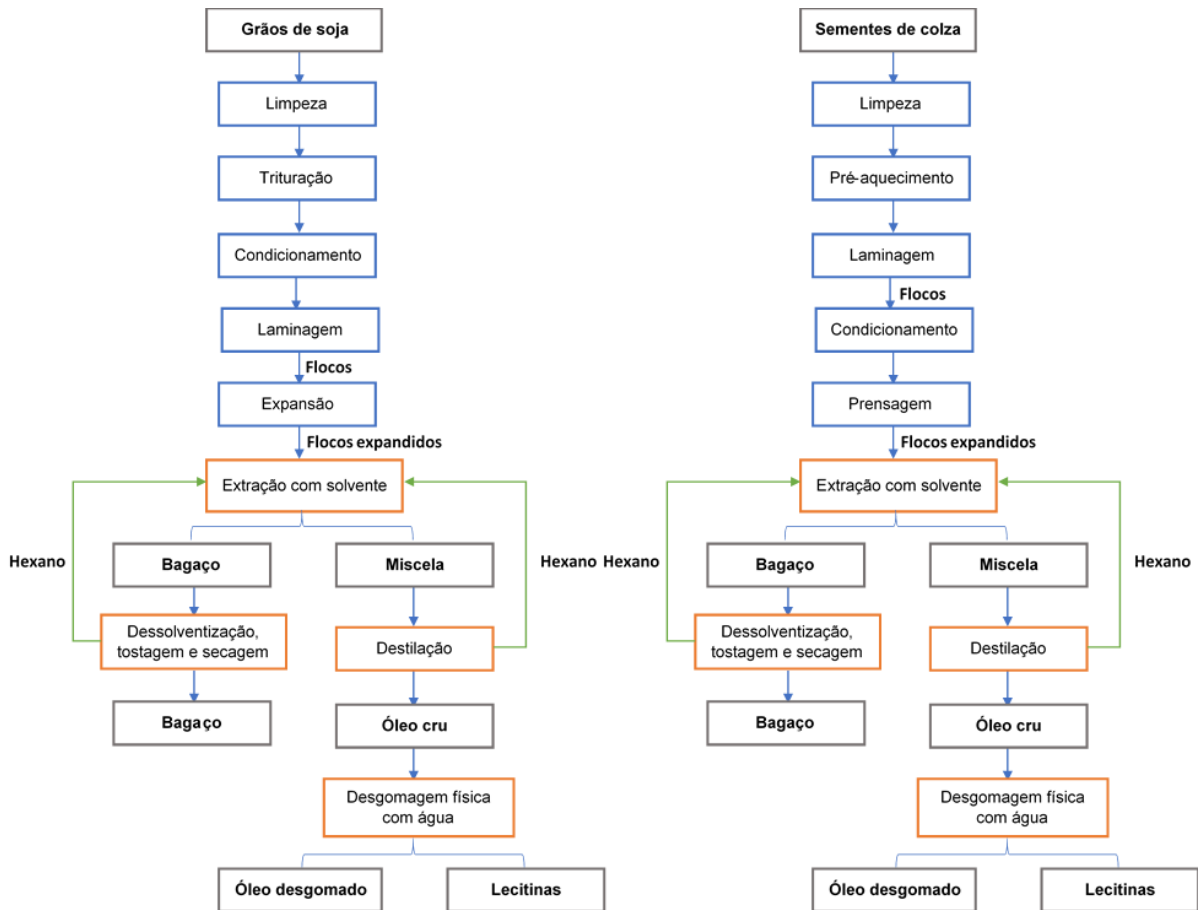 Grãos de soja
Limpeza
Trituração
Condicionamento
Laminagem
Flocos
Expansão
Flocos expandidos
Extração com solvente
Hexano
Hexano
Bagaço
Miscela
Dessolventização,
tostagem e secagem
Destilação
Bagaço
Óleo cru
Desgomagem física
com água
Óleo desgomado
Lecitinas
Sementes de colza
Limpeza
Pré-aquecimento
Laminagem
Flocos
Condicionamento
Prensagem
Flocos expandidos
Extração com solvente
Hexano
Hexano
Bagaço
Miscela
Dessolventização,
tostagem e secagem
Destilação
Bagaço
Óleo cru
Desgomagem física
com água
Óleo desgomado
Lecitinas